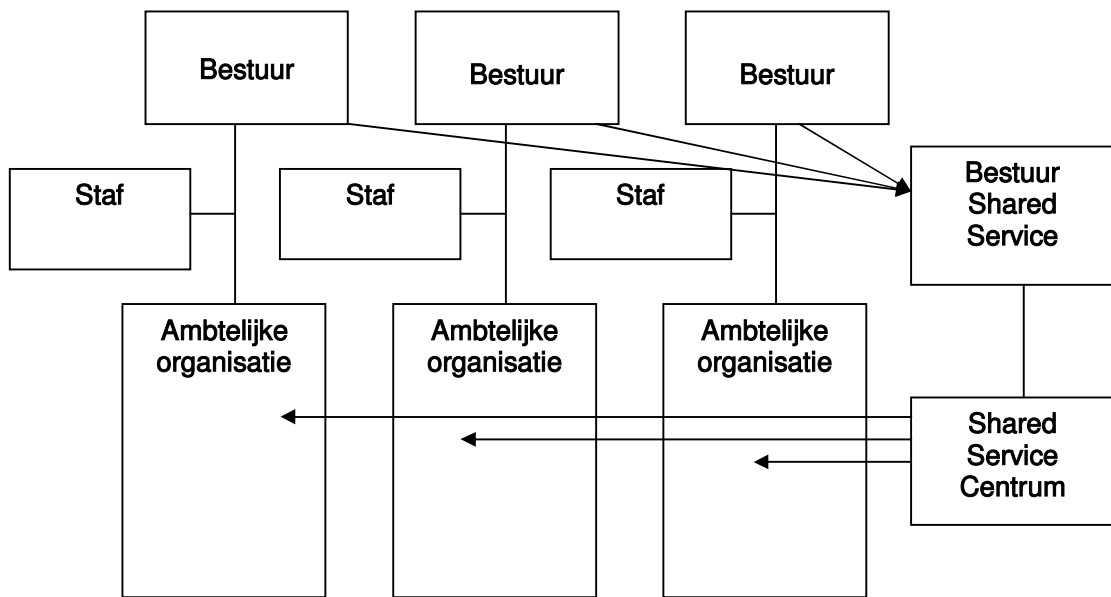 Bestuur
Bestuur
Bestuur
Bestuur
Shared
Service
Staf
Staf
Staf
Ambtelijke
organisatie
Ambtelijke
organisatie
Ambtelijke
organisatie
Shared
Service
Centrum